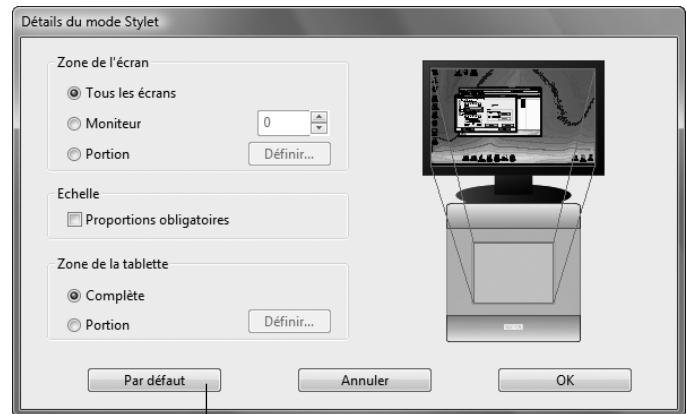 Détails du mode Stylet
Zone de l'écran
Tous les écrans
Moniteur
0
Portion
Définir...
Echelle
Proportions obligatoires
Zone de la tablette
Complète
Portion
Définir...
Par défaut
Annuler
OK